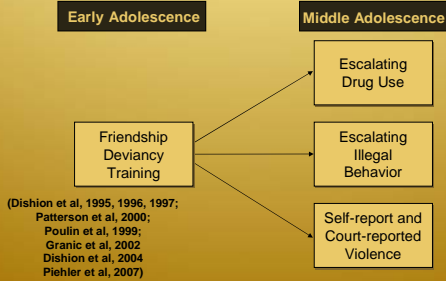 Early Adolescence
Middle Adolescence
Escalating
Drug Use
Friendship
Deviancy
Training
Escalating
Illegal
Behavior
(Dishion et al, 1995, 1996, 1997;
Patterson et al, 2000;
Poulin et al, 1999;
Granic et al, 2002
Dishion et al, 2004
Piehler et al, 2007)
Self-report and
Court-reported
Violence